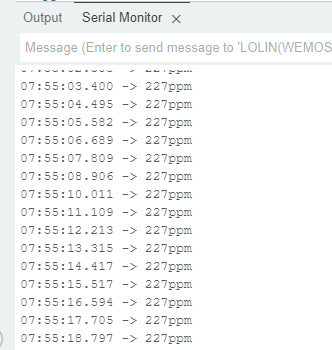 Output Serial Monitor ×
Message (Enter to send message to 'LOLIN(WEMOS
07:55:03.400 -> 227ppm
07:55:04.495 -> 227ppm
07:55:05.582 -> 227ppm
07:55:06.689 -> 227ppm
07:55:07.809 -> 227ppm
07:55:08.906 -> 227ppm
07:55:10.011 -> 227ppm
07:55:11.109 -> 227ppm
07:55:12.213 -> 227ppm
07:55:13.315 -> 227ppm
07:55:14.417 -> 227ppm
07:55:15.517 -> 227ppm
07:55:16.594 -> 227ppm
07:55:17.705 -> 227ppm
07:55:18.797 -> 227ppm